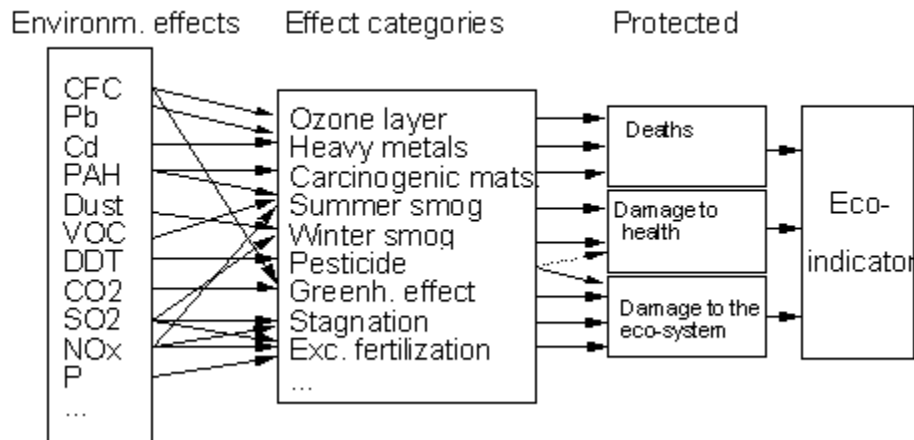 Environm. effects
Effect categories
Protected
CFC
Pb
Cd
PAH
Dust
VOC
DDT
CO2
SO2
NOx
P
...
Ozone layer
Heavy metals
Carcinogenic mats.
Summer smog
Winter smog
Pesticide
Greenh. effect
Stagnation
Exc. fertilization
...
Deaths
Damage to
health
Damage to the
eco-system
Eco-
indicator